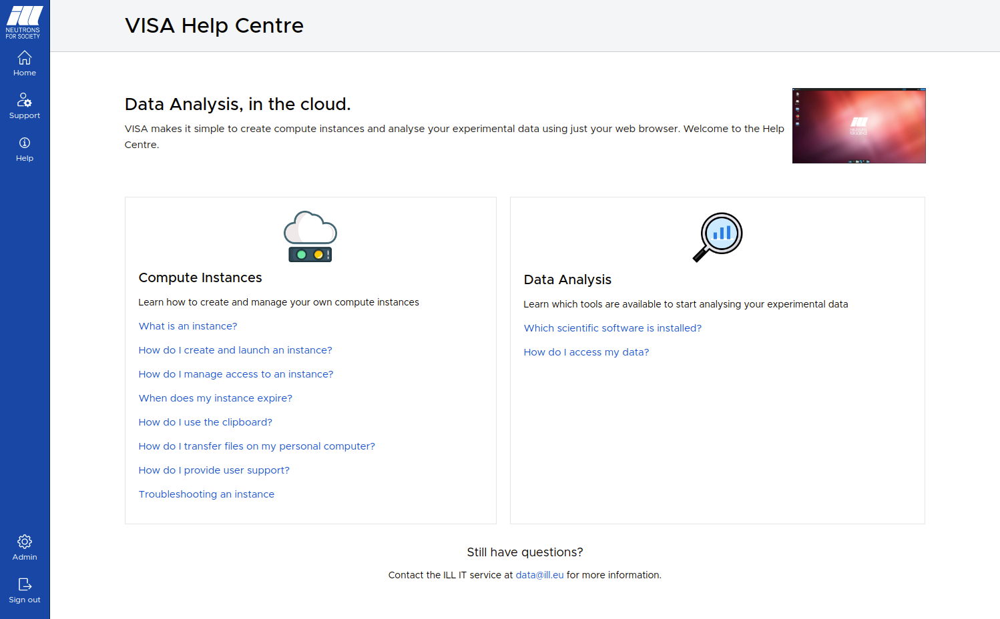 ill
NEUTRONS
FOR SOCIETY
Home
Support
Help
Admin
Sign out
VISA Help Centre
Data Analysis, in the cloud.
VISA makes it simple to create compute instances and analyse your experimental data using just your web browser. Welcome to the Help
Centre.
ill
NEUTRONS
FOR SCIENCE
Compute Instances
Learn how to create and manage your own compute instances
What is an instance?
How do I create and launch an instance?
How do I manage access to an instance?
When does my instance expire?
How do I use the clipboard?
How do I transfer files on my personal computer?
How do I provide user support?
Troubleshooting an instance
Data Analysis
Learn which tools are available to start analysing your experimental data
Which scientific software is installed?
How do I access my data?
Still have questions?
Contact the ILL IT service at data@ill.eu for more information.